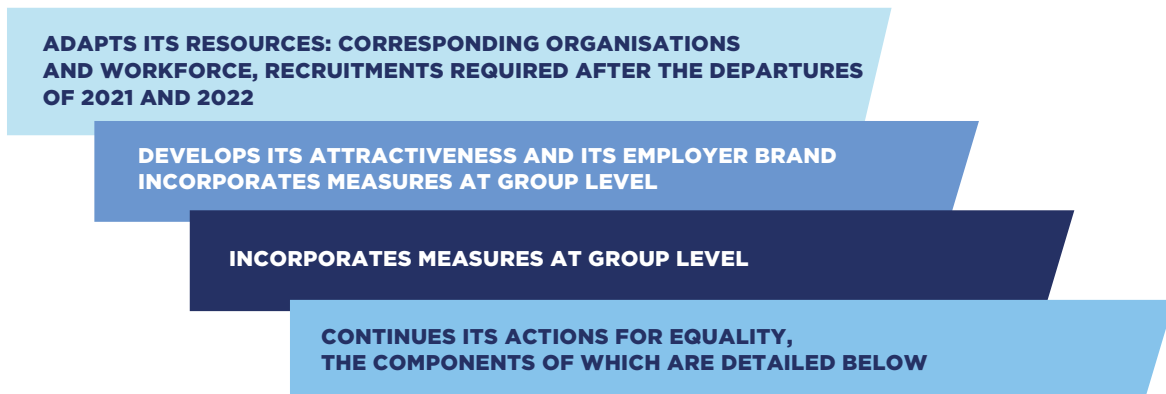 ADAPTS ITS RESOURCES: CORRESPONDING ORGANISATIONS
AND WORKFORCE, RECRUITMENTS REQUIRED AFTER THE DEPARTURES
OF 2021 AND 2022
DEVELOPS ITS ATTRACTIVENESS AND ITS EMPLOYER BRAND
INCORPORATES MEASURES AT GROUP LEVEL
INCORPORATES MEASURES AT GROUP LEVEL
CONTINUES ITS ACTIONS FOR EQUALITY,
THE COMPONENTS OF WHICH ARE DETAILED BELOW